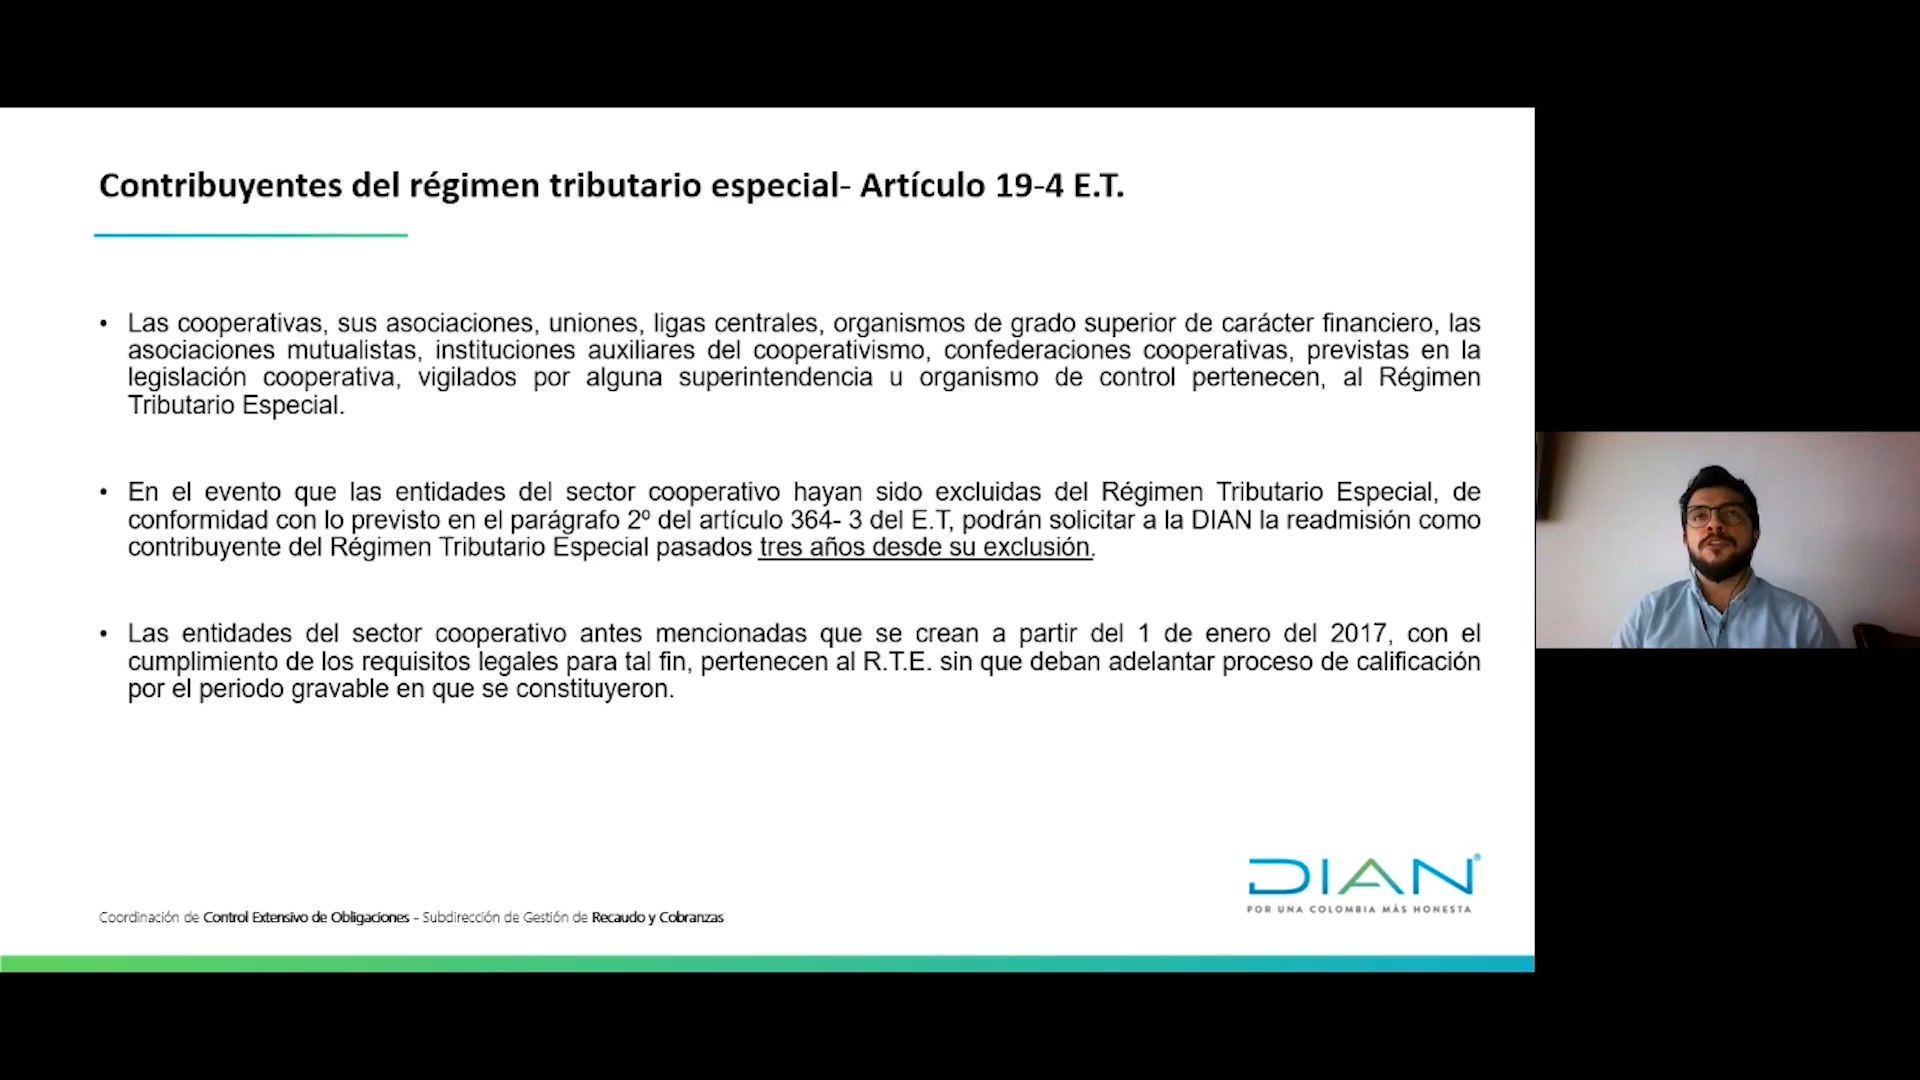 Contribuyentes del régimen tributario especial- Artículo 19-4 E.T.
• Las cooperativas, sus asociaciones, uniones, ligas centrales, organismos de grado superior de carácter financiero, las
asociaciones mutualistas, instituciones auxiliares del cooperativismo, confederaciones cooperativas, previstas en la
legislación cooperativa, vigilados por alguna superintendencia u organismo de control pertenecen, al Régimen
Tributario Especial.
• En el evento que las entidades del sector cooperativo hayan sido excluidas del Régimen Tributario Especial, de
conformidad con lo previsto en el parágrafo 2º del artículo 364- 3 del E.T, podrán solicitar a la DIAN la readmisión como
contribuyente del Régimen Tributario Especial pasados tres años desde su exclusión.
• Las entidades del sector cooperativo antes mencionadas que se crean a partir del 1 de enero del 2017, con el
cumplimiento de los requisitos legales para tal fin, pertenecen al R.T.E. sin que deban adelantar proceso de calificación
por el periodo gravable en que se constituyeron.
DIAN®
POR UNA COLOMBIA MÁS HONESTA
Coordinación de Control Extensivo de Obligaciones - Subdirección de Gestión de Recaudo y Cobranzas